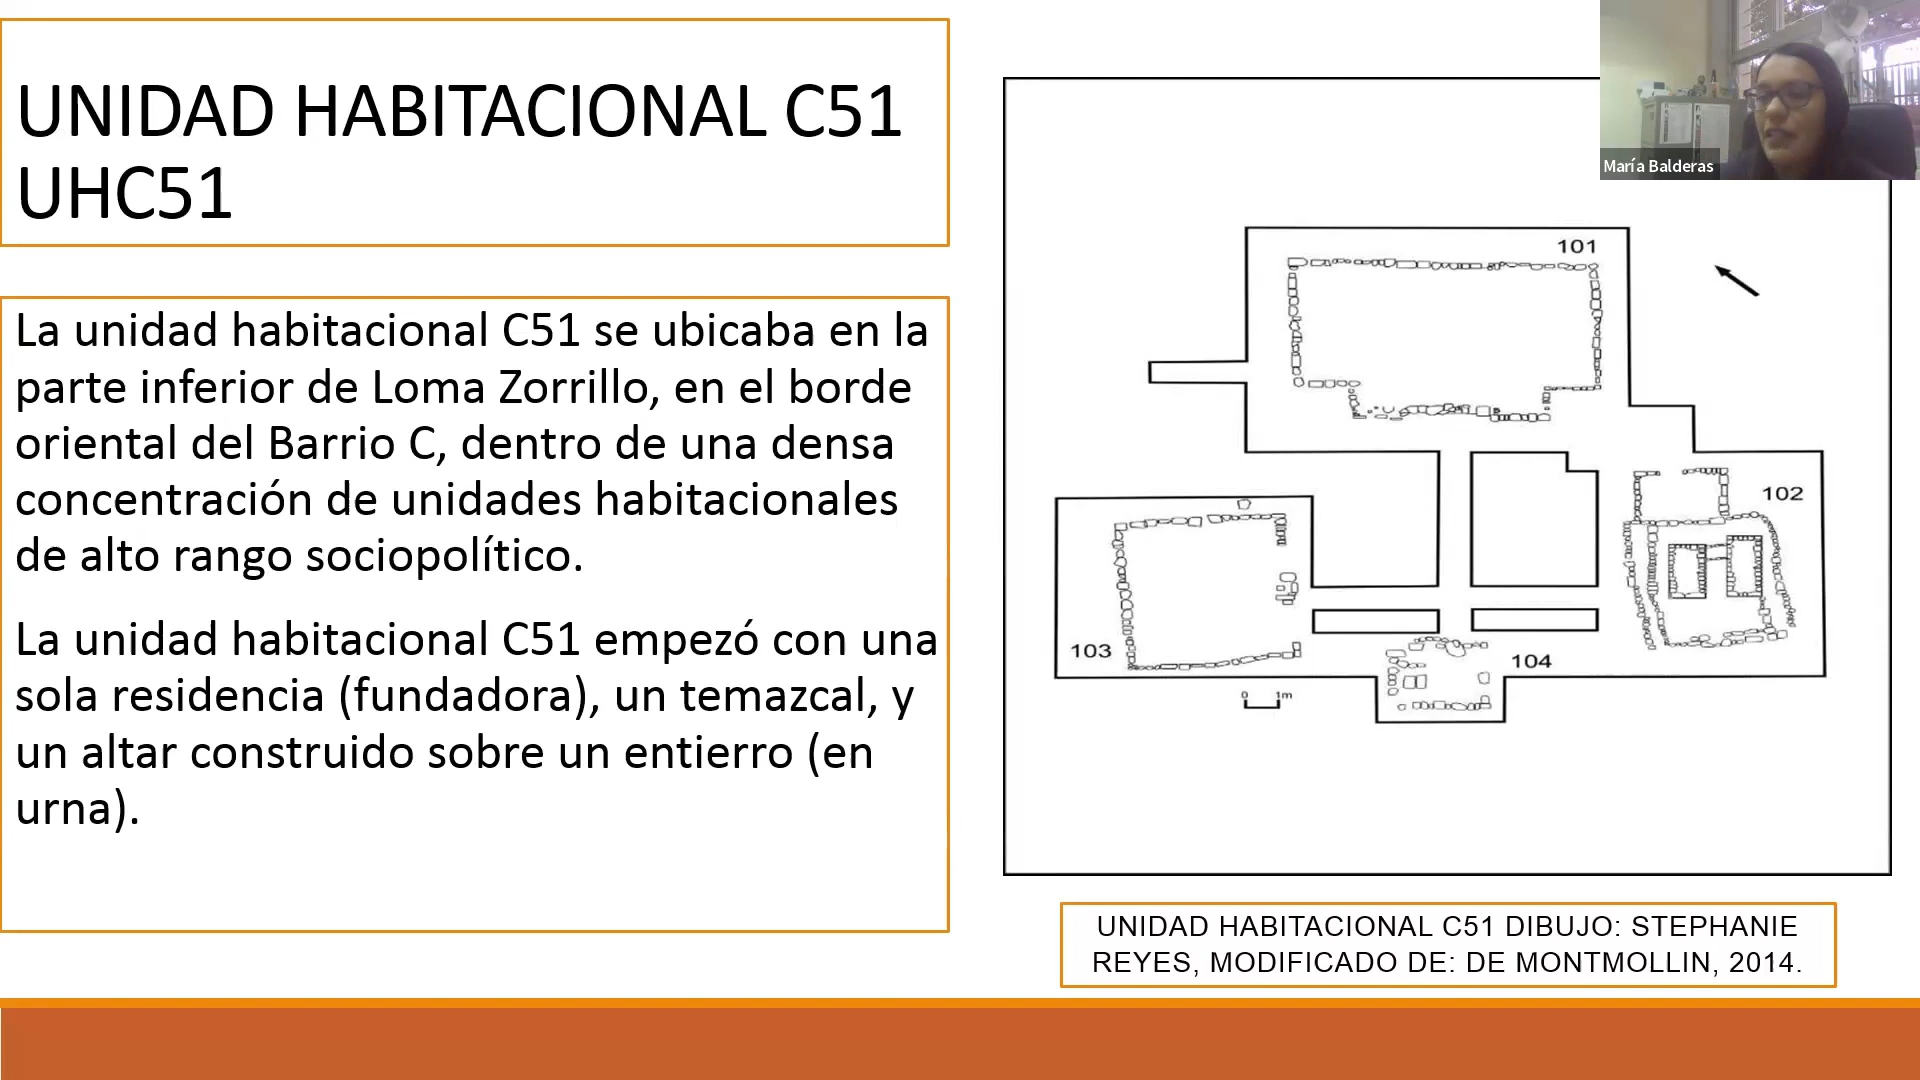 UNIDAD HABITACIONAL C51
UHC51
La unidad habitacional C51 se ubicaba en la
parte inferior de Loma Zorrillo, en el borde
oriental del Barrio C, dentro de una densa
concentración de unidades habitacionales
de alto rango sociopolítico.
La unidad habitacional C51 empezó con una
sola residencia (fundadora), un temazcal, y
un altar construido sobre un entierro (en
urna).
María Balderas
101
102
103
104
0 1m
UNIDAD HABITACIONAL C51 DIBUJO: STEPHANIE
REYES, MODIFICADO DE: DE MONTMOLLIN, 2014.